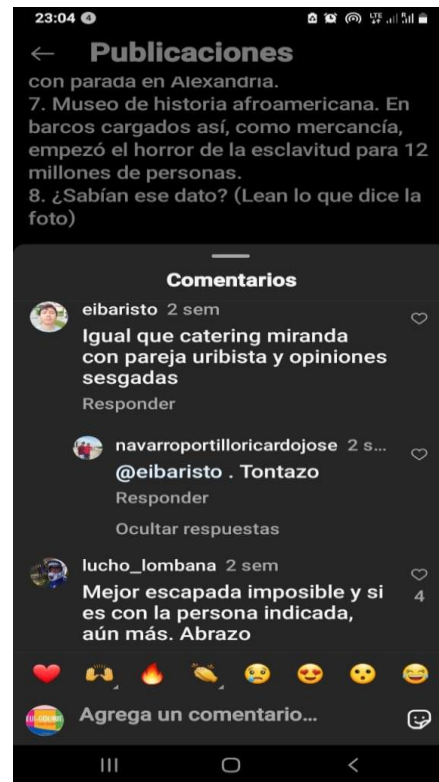 23:04 4 LTE
Publicaciones
con parada en Alexandria.
7. Museo de historia afroamericana. En
barcos cargados así, como mercancía,
empezó el horror de la esclavitud para 12
millones de personas.
8. ¿Sabían ese dato? (Lean lo que dice la
foto)
Comentarios
eibaristo 2 sem
Igual que catering miranda
con pareja uribista y opiniones
sesgadas
Responder
navarroportilloricardojose 2 s...
@eibaristo . Tontazo
Responder
Ocultar respuestas
lucho_lombana 2 sem
Mejor escapada imposible y si
4
es con la persona indicada,
aún más. Abrazo
Agrega un comentario...